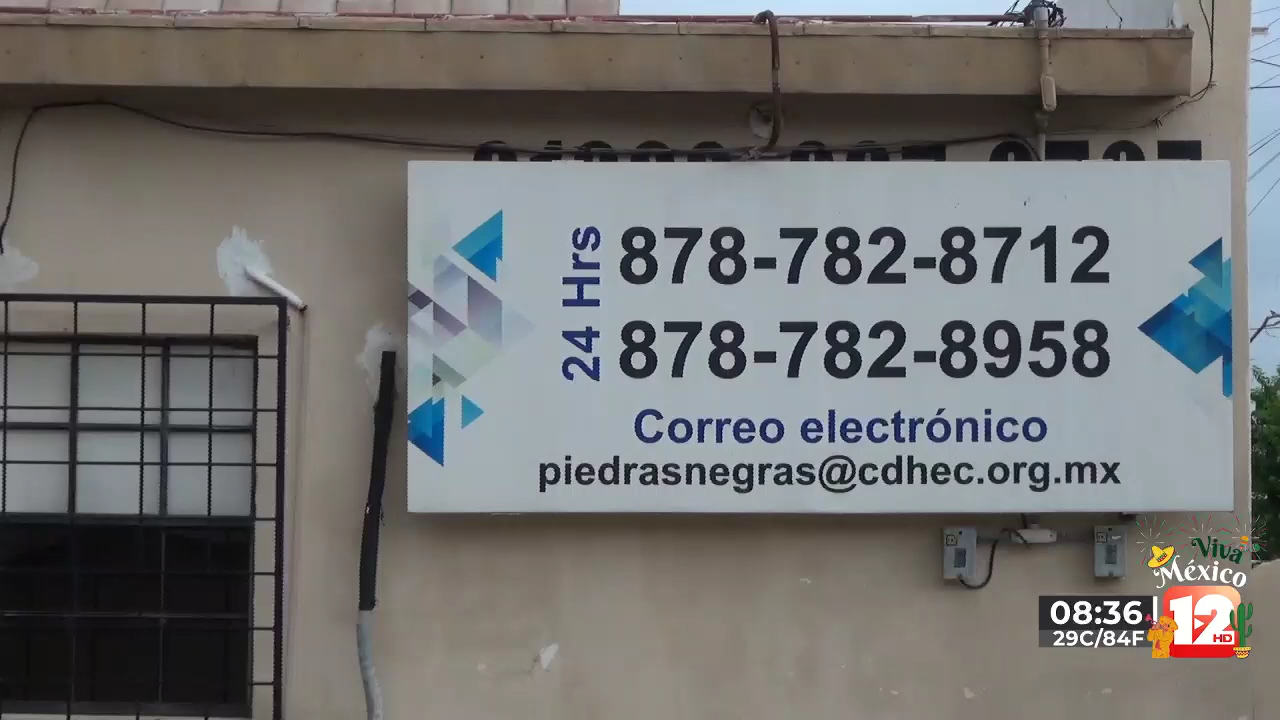 24 Hrs
878-782-8712
878-782-8958
Correo electrónico
piedrasnegras@cdhec.org.mx
Viva
México
08:36
29C/84F
12
HD